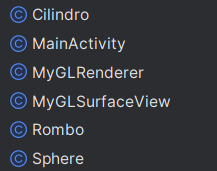 Cilindro
MainActivity
MyGLRenderer
MyGLSurfaceView
Rombo
Sphere